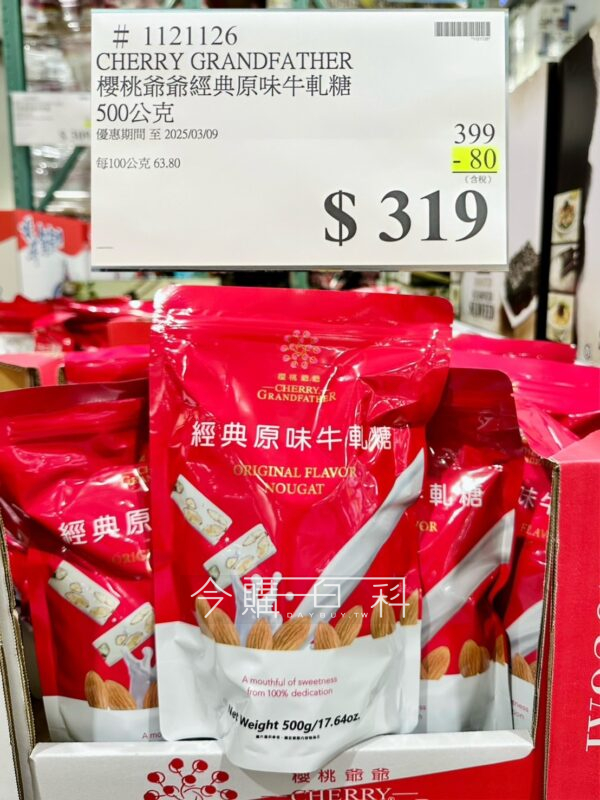 # 1121126
CHERRY GRANDFATHER
櫻桃爺爺經典原味牛軋糖
500公克
優惠期間 至 2025/03/09
399
- 80
(含稅)
每100公克 63.80
$ 319
櫻桃爺爺
CHERRY
GRANDFATHER
經典原味牛軋糖
ORIGINAL FLAVOR
NOUGAT
經典原
軋糖
今購百科
DAYBUY.TW
A mouthful of sweetness
from 100% dedication
Net Weight 500g/17.64oz.
櫻桃爺爺
CHERRY